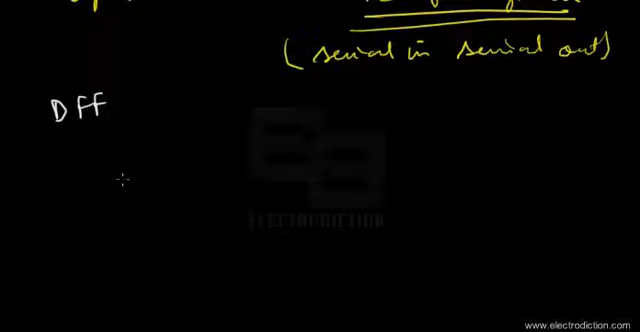 (serial in serial out)
DFF
ELECTRODICTION
www.electrodiction.com